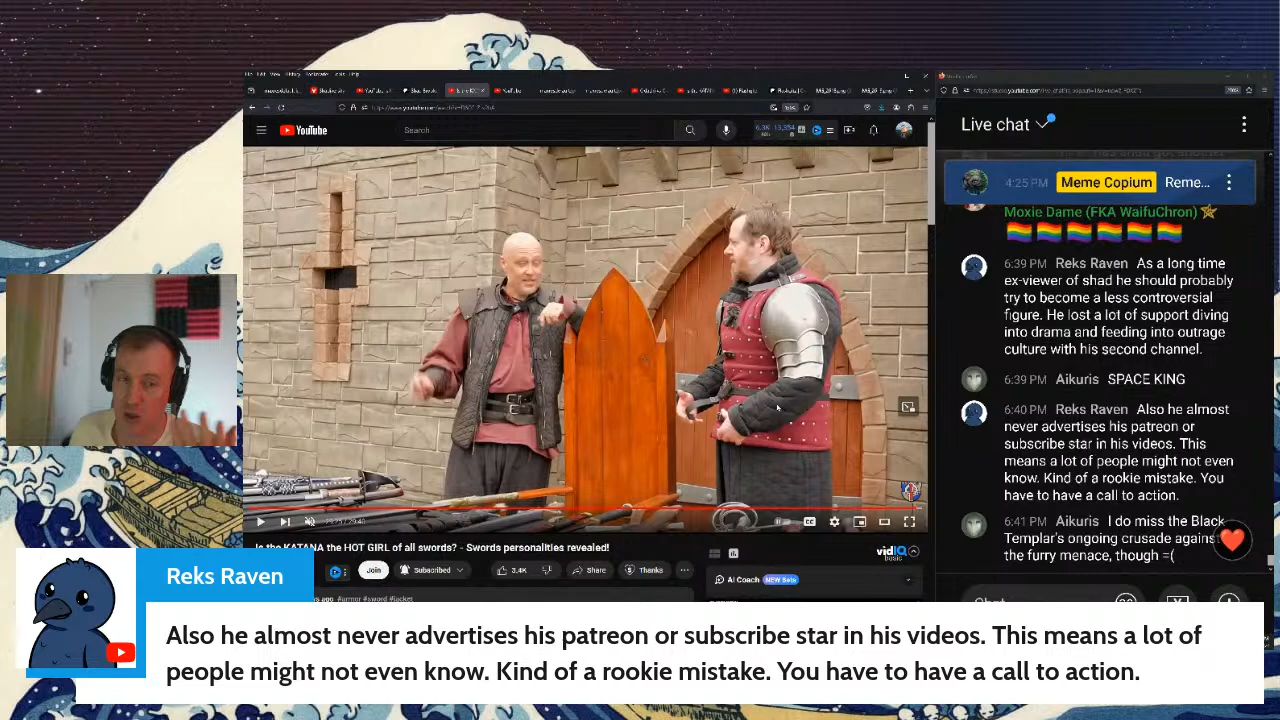 YouTube
Search
Live chat
4:25 PM Meme Copium Reme...
Moxie Dame (FKA WaifuChron)
6:39 PM Reks Raven As a long time
ex-viewer of shad he should probably
try to become a less controversial
figure. He lost a lot of support diving
into drama and feeding into outrage
culture with his second channel.
6:39 PM Aikuris SPACE KING
6:40 PM Reks Raven Also he almost
never advertises his patreon or
subscribe star in his videos. This
means a lot of people might not even
know. Kind of a rookie mistake. You
have to have a call to action.
6:41 PM Aikuris I do miss the Black
Templar's ongoing crusade against
the furry menace, though =(
Is the KATANA the HOT GIRL of all swords? - Swords personalities revealed!
vidIQ
basic
Join
Subscribed
3.4K
Share
Thanks
AI Coach NEW Bots
#armor #sword #jacket
Reks Raven
Also he almost never advertises his patreon or subscribe star in his videos. This means a lot of
people might not even know. Kind of a rookie mistake. You have to have a call to action.